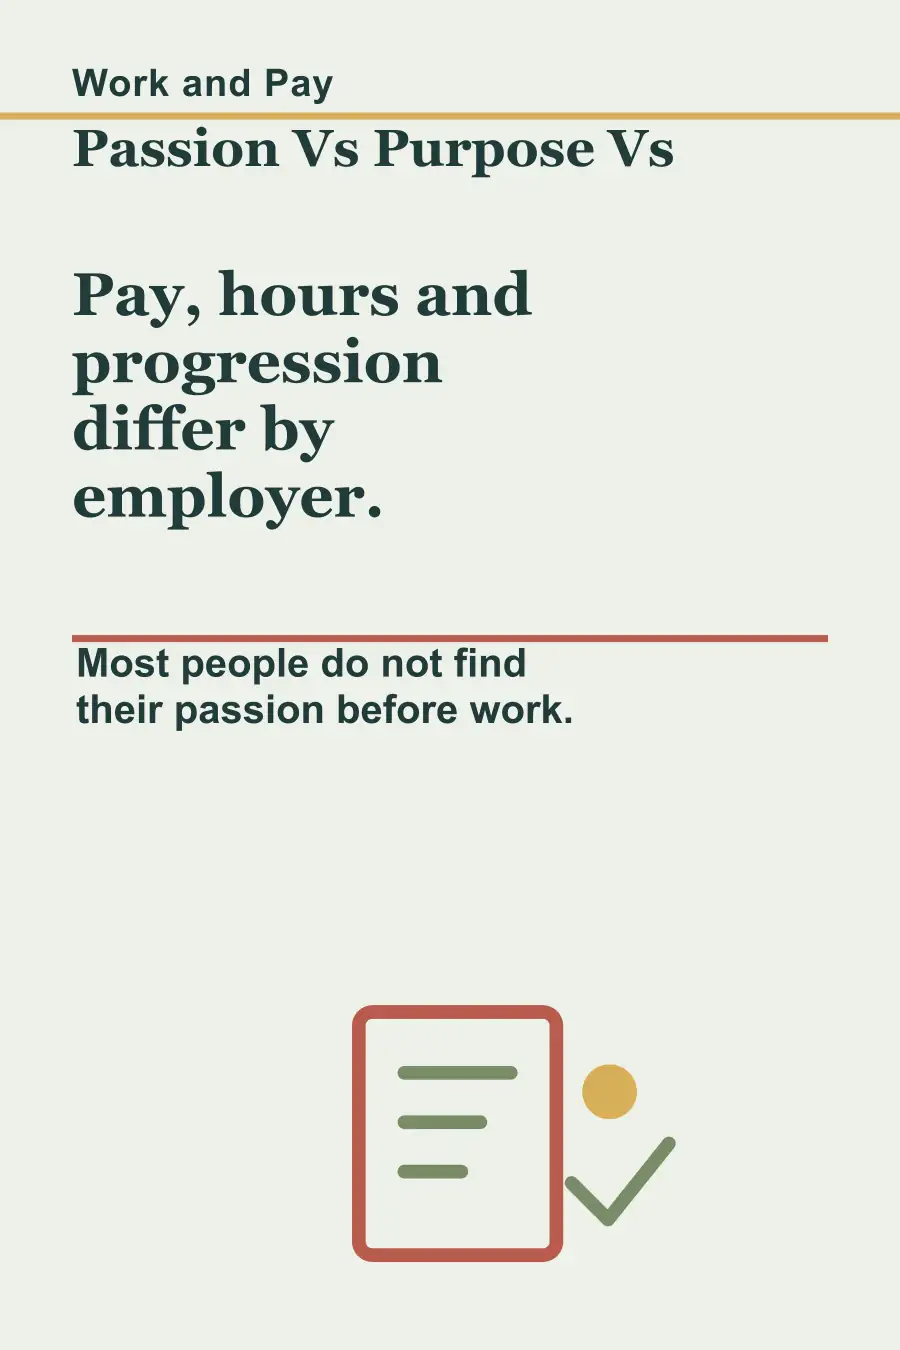 Work and Pay
Passion Vs Purpose Vs
Pay, hours and
progression
differ by
employer.
Most people do not find
their passion before work.